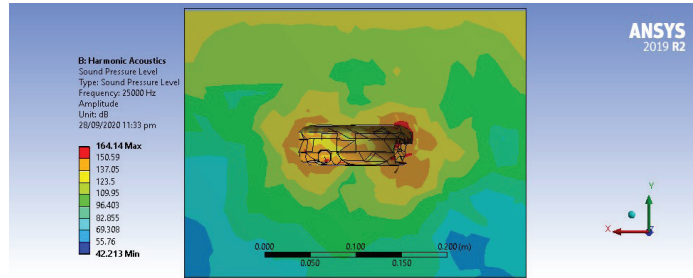 B: Harmonic Acoustics
Sound Pressure Level
Type: Sound Pressure Level
Frequency: 25000 Hz
Amplitude
Unit: dB
28/09/2020 11:33 pm
164.14 Max
150.59
137.05
123.5
109.95
96.403
82.855
69.308
55.76
42.213 Min
ANSYS
2019 R2
0.000
0.100
0.200 (m)
0.050
0.150
Y
X
Z